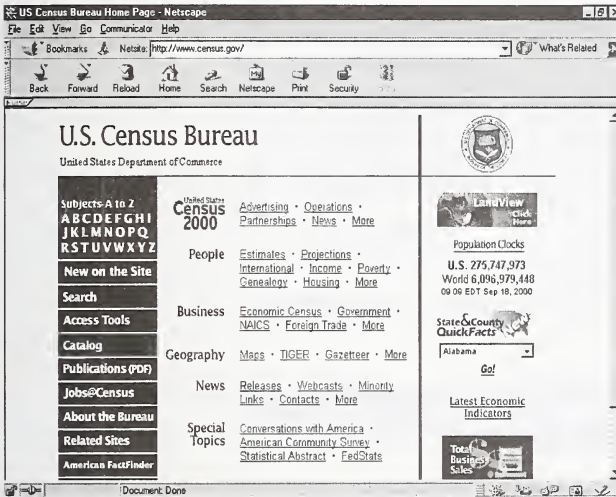 US Census Bureau Home Page - Netscape
File Edit View Go Communicator Help
Bookmarks Netsite: http://www.census.gov/ What's Related
Back Forward Reload Home Search Netscape Print Security
U.S. Census Bureau
United States Department of Commerce
Subjects A to Z
A B C D E F G H I
J K L M N O P Q
R S T U V W X Y Z
New on the Site
Search
Access Tools
Catalog
Publications (PDF)
Jobs@Census
About the Bureau
Related Sites
American FactFinder
United States
Census
2000
Advertising · Operations ·
Partnerships · News · More
People
Estimates · Projections ·
International · Income · Poverty ·
Genealogy · Housing · More
Business
Economic Census · Government ·
NAICS · Foreign Trade · More
Geography
Maps · TIGER · Gazetteer · More
News
Releases · Webcasts · Minority
Links · Contacts · More
Special
Topics
Conversations with America ·
American Community Survey ·
Statistical Abstract · FedStats
LandView
Click
Here
Population Clocks
U.S. 275,747,973
World 6,096,979,448
09:09 EDT Sep 18, 2000
State & County
QuickFacts
Alabama
Go!
Latest Economic
Indicators
Total
Business
Sales
Document: Done